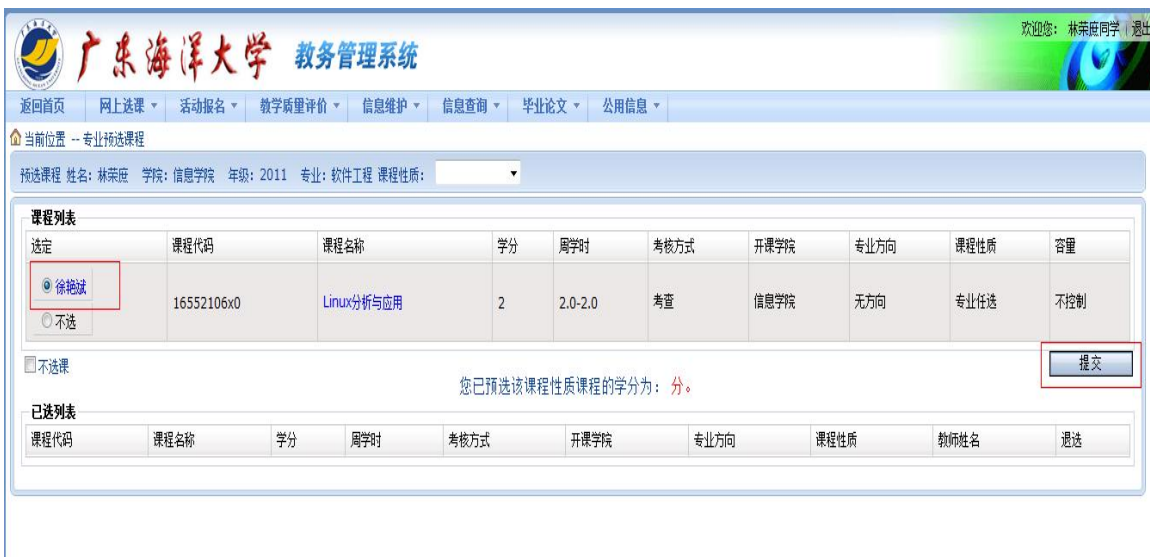 欢迎您： 林荣庶同学 退出
广东海洋大学 教务管理系统
返回首页 网上选课 活动报名 教学质量评价 信息维护 信息查询 毕业论文 公用信息
当前位置 -- 专业预选课程
预选课程 姓名：林荣庶 学院：信息学院 年级：2011 专业：软件工程 课程性质：
课程列表
选定 课程代码 课程名称 学分 周学时 考核方式 开课学院 专业方向 课程性质 容量
徐艳斌
16552106x0 Linux分析与应用 2 2.0-2.0 考查 信息学院 无方向 专业任选 不控制
不选
不选课 提交
您已预选该课程性质课程的学分为： 分。
已选列表
课程代码 课程名称 学分 周学时 考核方式 开课学院 专业方向 课程性质 教师姓名 退选